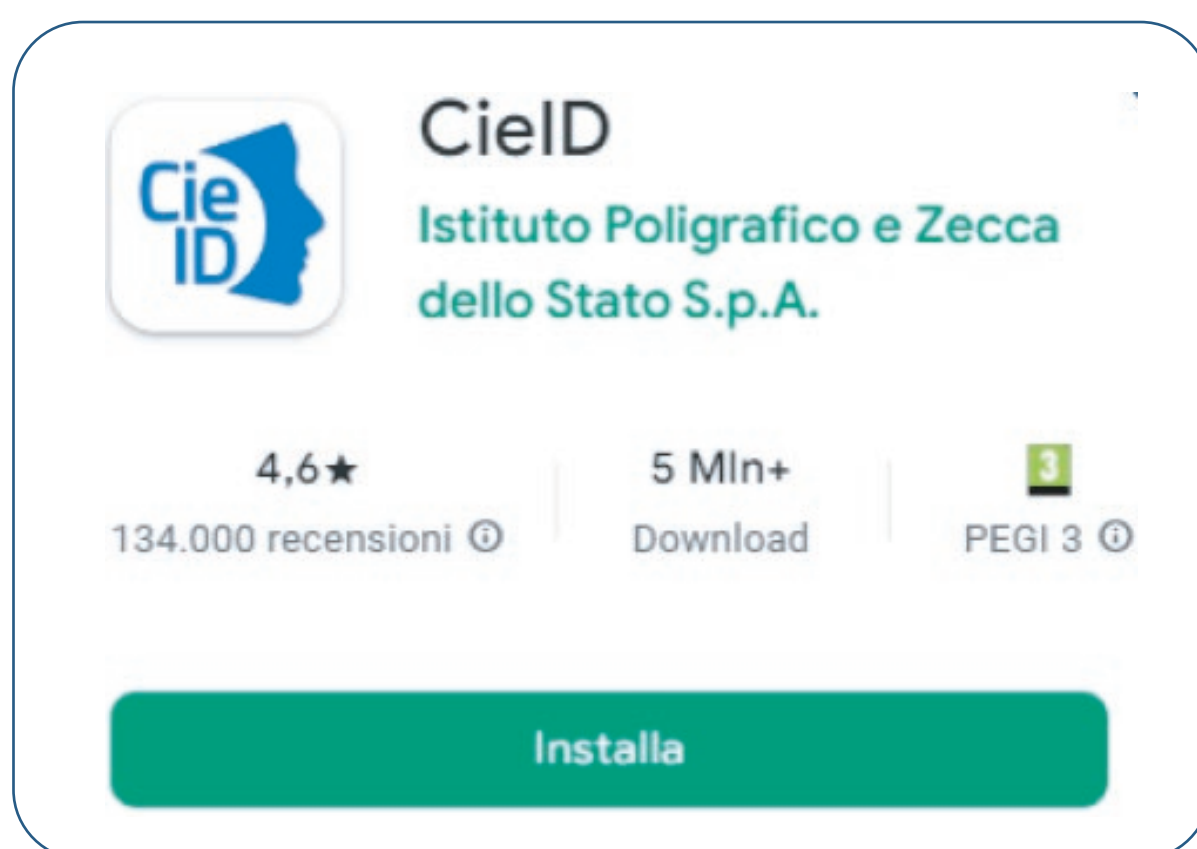 Cie
ID
CieID
Istituto Poligrafico e Zecca
dello Stato S.p.A.
4,6★
134.000 recensioni
5 Mln+
Download
3
PEGI 3
Installa